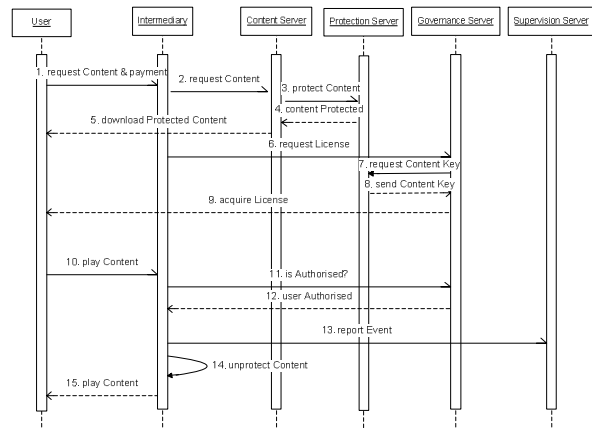 User
Intermediary
Content Server
Protection Server
Governance Server
Supervision Server
1. request Content & payment
2. request Content
3. protect Content
4. content Protected
5. download Protected Content
6. request License
7. request Content Key
8. send Content Key
9. acquire License
10. play Content
11. is Authorised?
12. user Authorised
13. report Event
14. unprotect Content
15. play Content